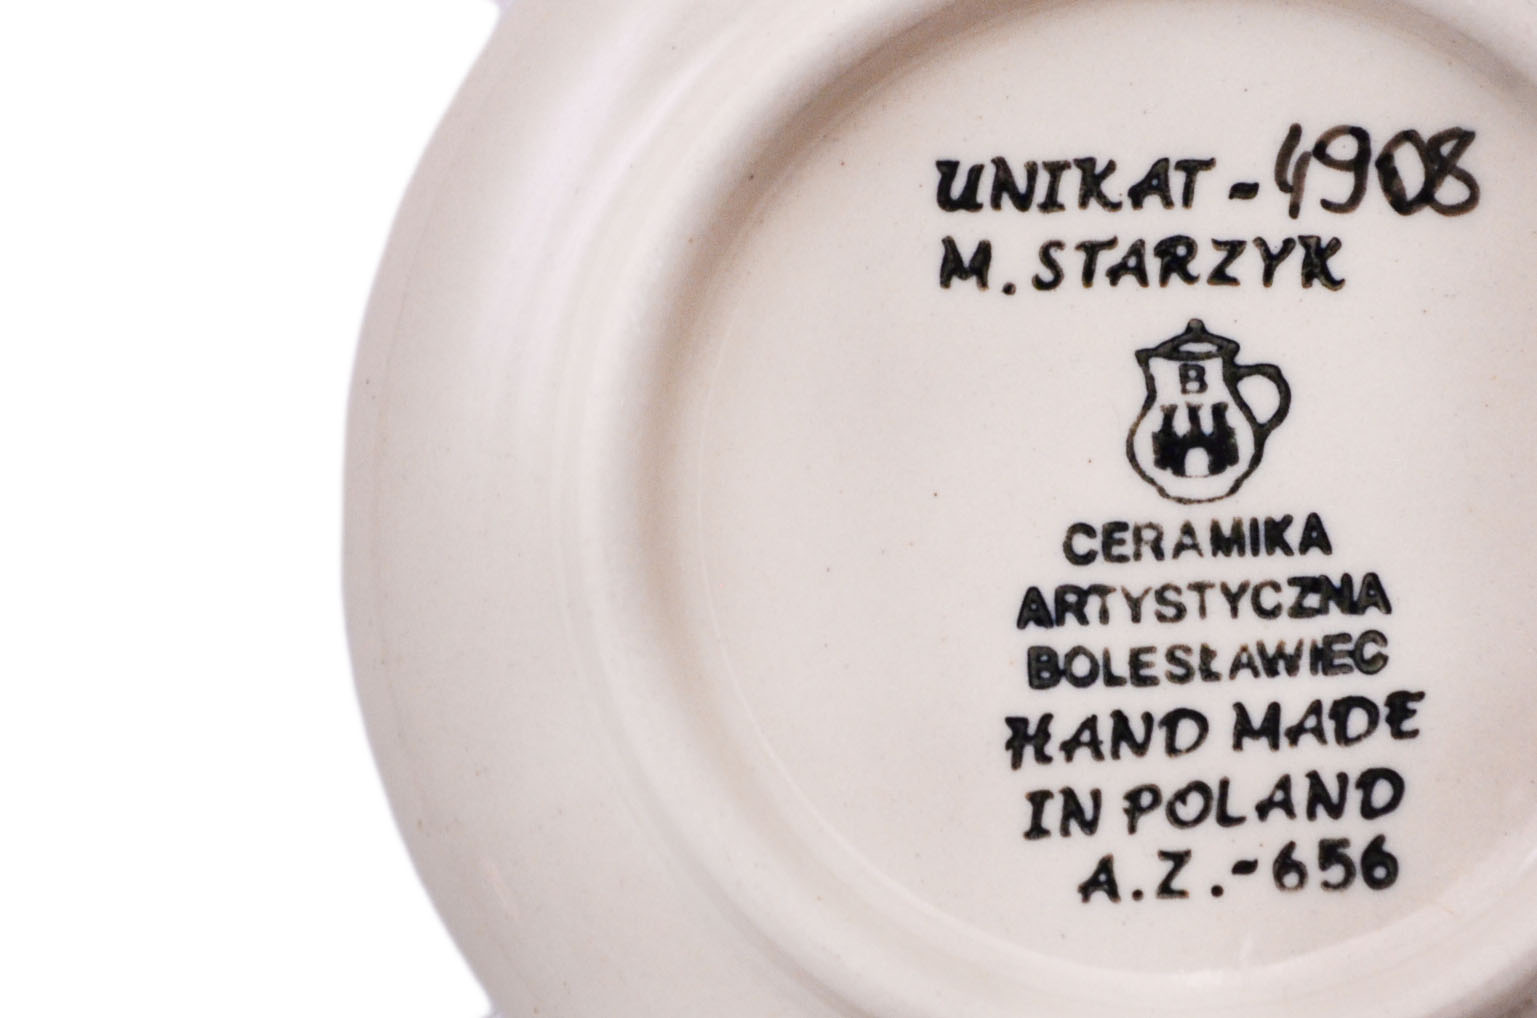 UNIKAT - 4908
M. STARZYK
B
CERAMIKA
ARTYSTYCZNA
BOLESŁAWIEC
HAND MADE
IN POLAND
A.Z.-656